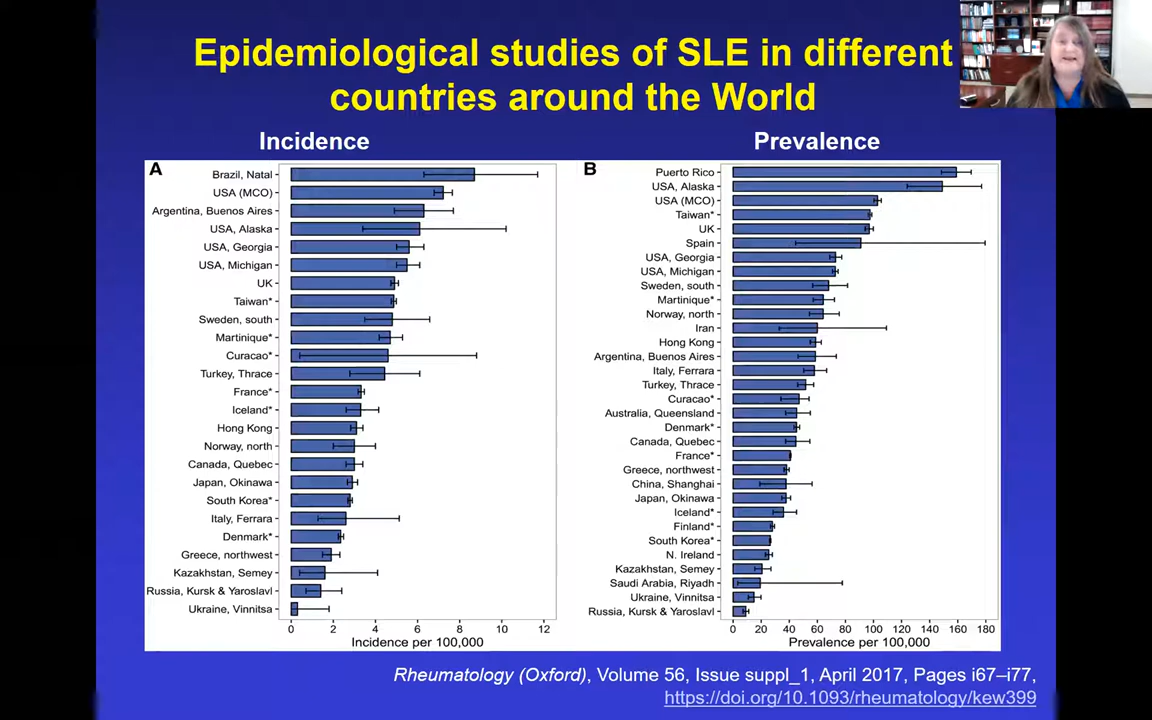 Epidemiological studies of SLE in different
countries around the World
Incidence
Prevalence
A
Brazil, Natal
USA (MCO)
Argentina, Buenos Aires
USA, Alaska
USA, Georgia
USA, Michigan
UK
Taiwan*
Sweden, south
Martinique*
Curacao*
Turkey, Thrace
France*
Iceland*
Hong Kong
Norway, north
Canada, Quebec
Japan, Okinawa
South Korea*
Italy, Ferrara
Denmark*
Greece, northwest
Kazakhstan, Semey
Russia, Kursk & Yaroslavl
Ukraine, Vinnitsa
0 2 4 6 8 10 12
Incidence per 100,000
B
Puerto Rico
USA, Alaska
USA (MCO)
Taiwan*
UK
Spain
USA, Georgia
USA, Michigan
Sweden, south
Martinique*
Norway, north
Iran
Hong Kong
Argentina, Buenos Aires
Italy, Ferrara
Turkey, Thrace
Curacao*
Australia, Queensland
Denmark*
Canada, Quebec
France*
Greece, northwest
China, Shanghai
Japan, Okinawa
Iceland*
Finland*
South Korea*
N. Ireland
Kazakhstan, Semey
Saudi Arabia, Riyadh
Ukraine, Vinnitsa
Russia, Kursk & Yaroslavl
0 20 40 60 80 100 120 140 160 180
Prevalence per 100,000
Rheumatology (Oxford), Volume 56, Issue suppl_1, April 2017, Pages i67–i77,
https://doi.org/10.1093/rheumatology/kew399